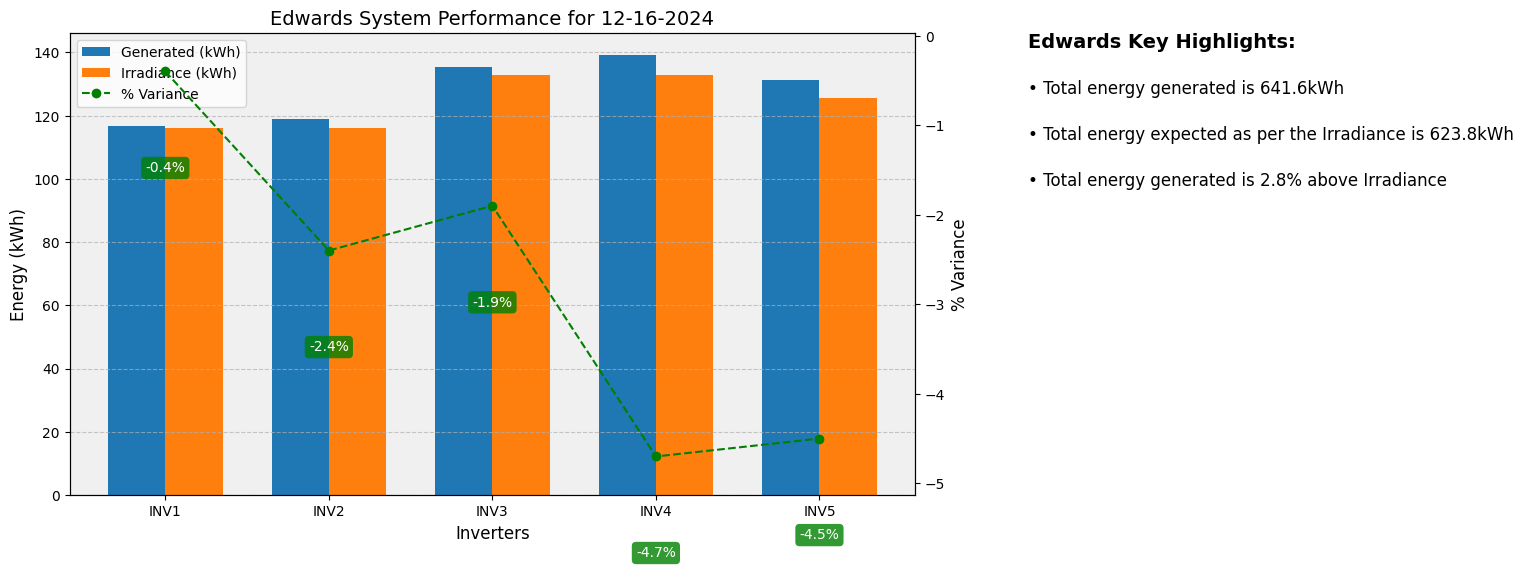 Edwards System Performance for 12-16-2024
Generated (kWh)
Irradiance (kWh)
% Variance
Energy (kWh)
140
120
100
80
60
40
20
0
0
−1
−2
−3
−4
−5
% Variance
-0.4%
-2.4%
-1.9%
-4.7%
-4.5%
INV1
INV2
INV3
INV4
INV5
Inverters
Edwards Key Highlights:
• Total energy generated is 641.6kWh
• Total energy expected as per the Irradiance is 623.8kWh
• Total energy generated is 2.8% above Irradiance